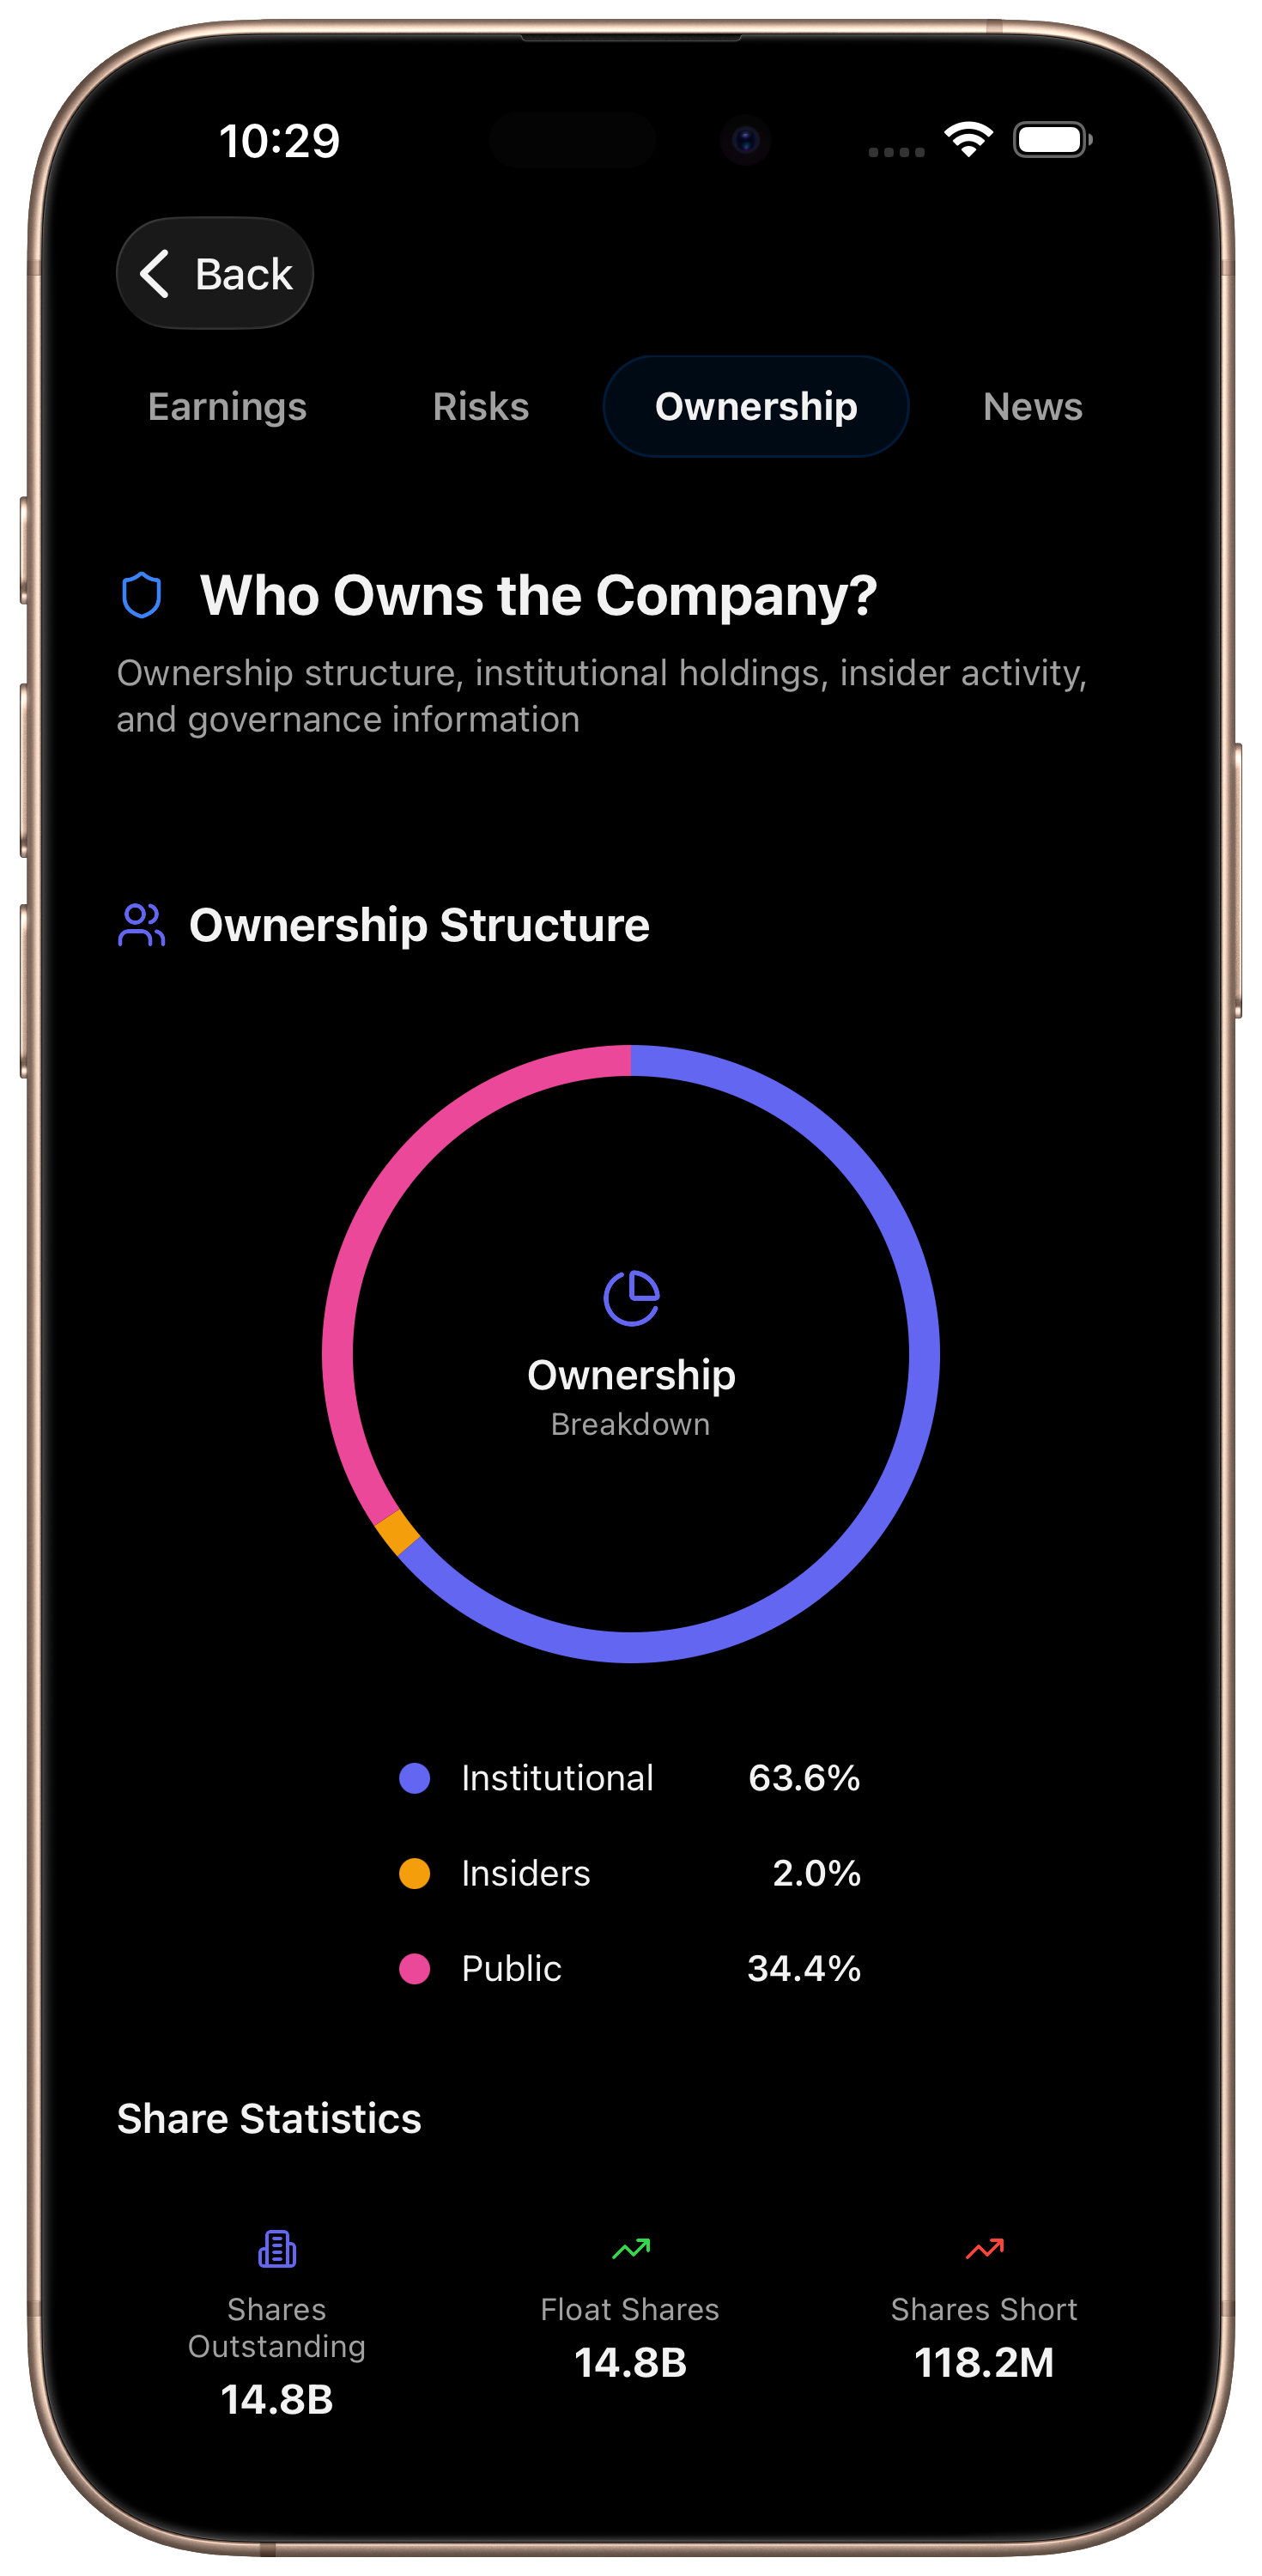 10:29
Back
Earnings
Risks
Ownership
News
Who Owns the Company?
Ownership structure, institutional holdings, insider activity,
and governance information
Ownership Structure
Ownership
Breakdown
Institutional 63.6%
Insiders 2.0%
Public 34.4%
Share Statistics
Shares
Outstanding
14.8B
Float Shares
14.8B
Shares Short
118.2M